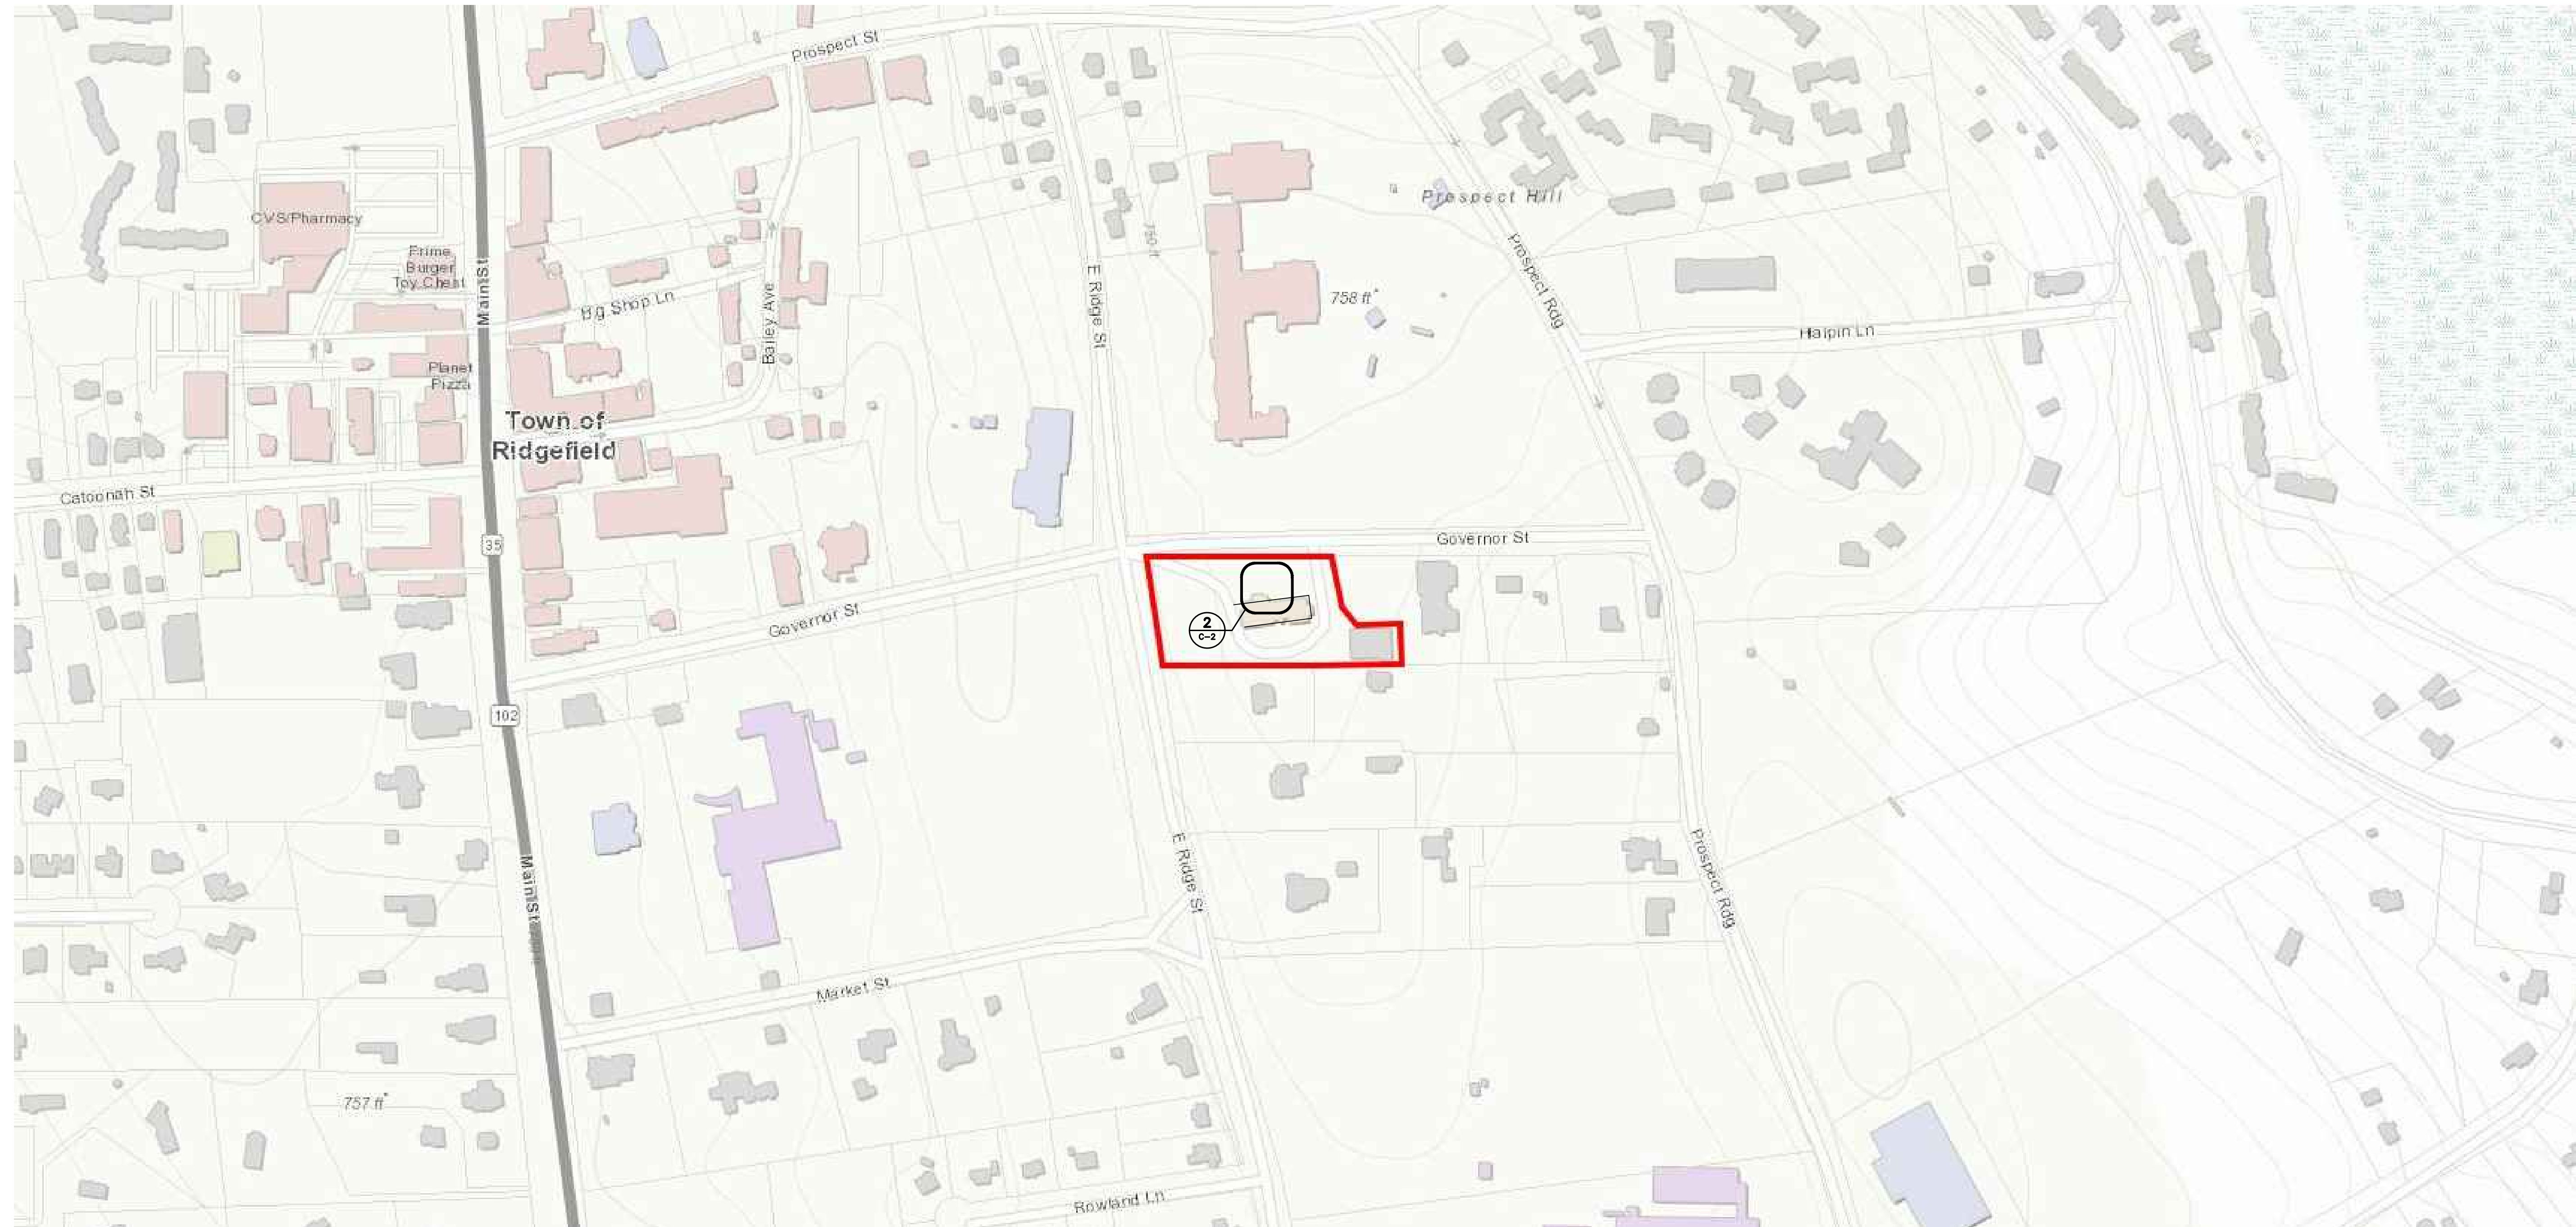 Prospect St
CVS/Pharmacy
Prime
Burger
Toy Chest
Main St
Big Shop Ln
Bailey Ave
E Ridge St
760 ft
Prospect Hill
758 ft
Prospect Rdg
Halpin Ln
Planet
Pizza
Town of
Ridgefield
Catoonah St
35
Governor St
Governor St
2
C-2
102
Main St
E Ridge St
Prospect Rdg
Market St
757 ft
Rowland Ln